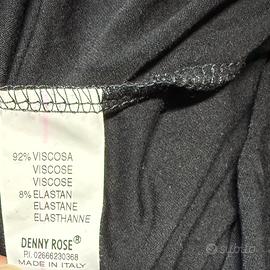 92% VISCOSA
VISCOSE
VISCOSE
8% ELASTAN
ELASTANE
ELASTHANNE
DENNY ROSE®
P.I. 02666230368
MADE IN ITALY
subito